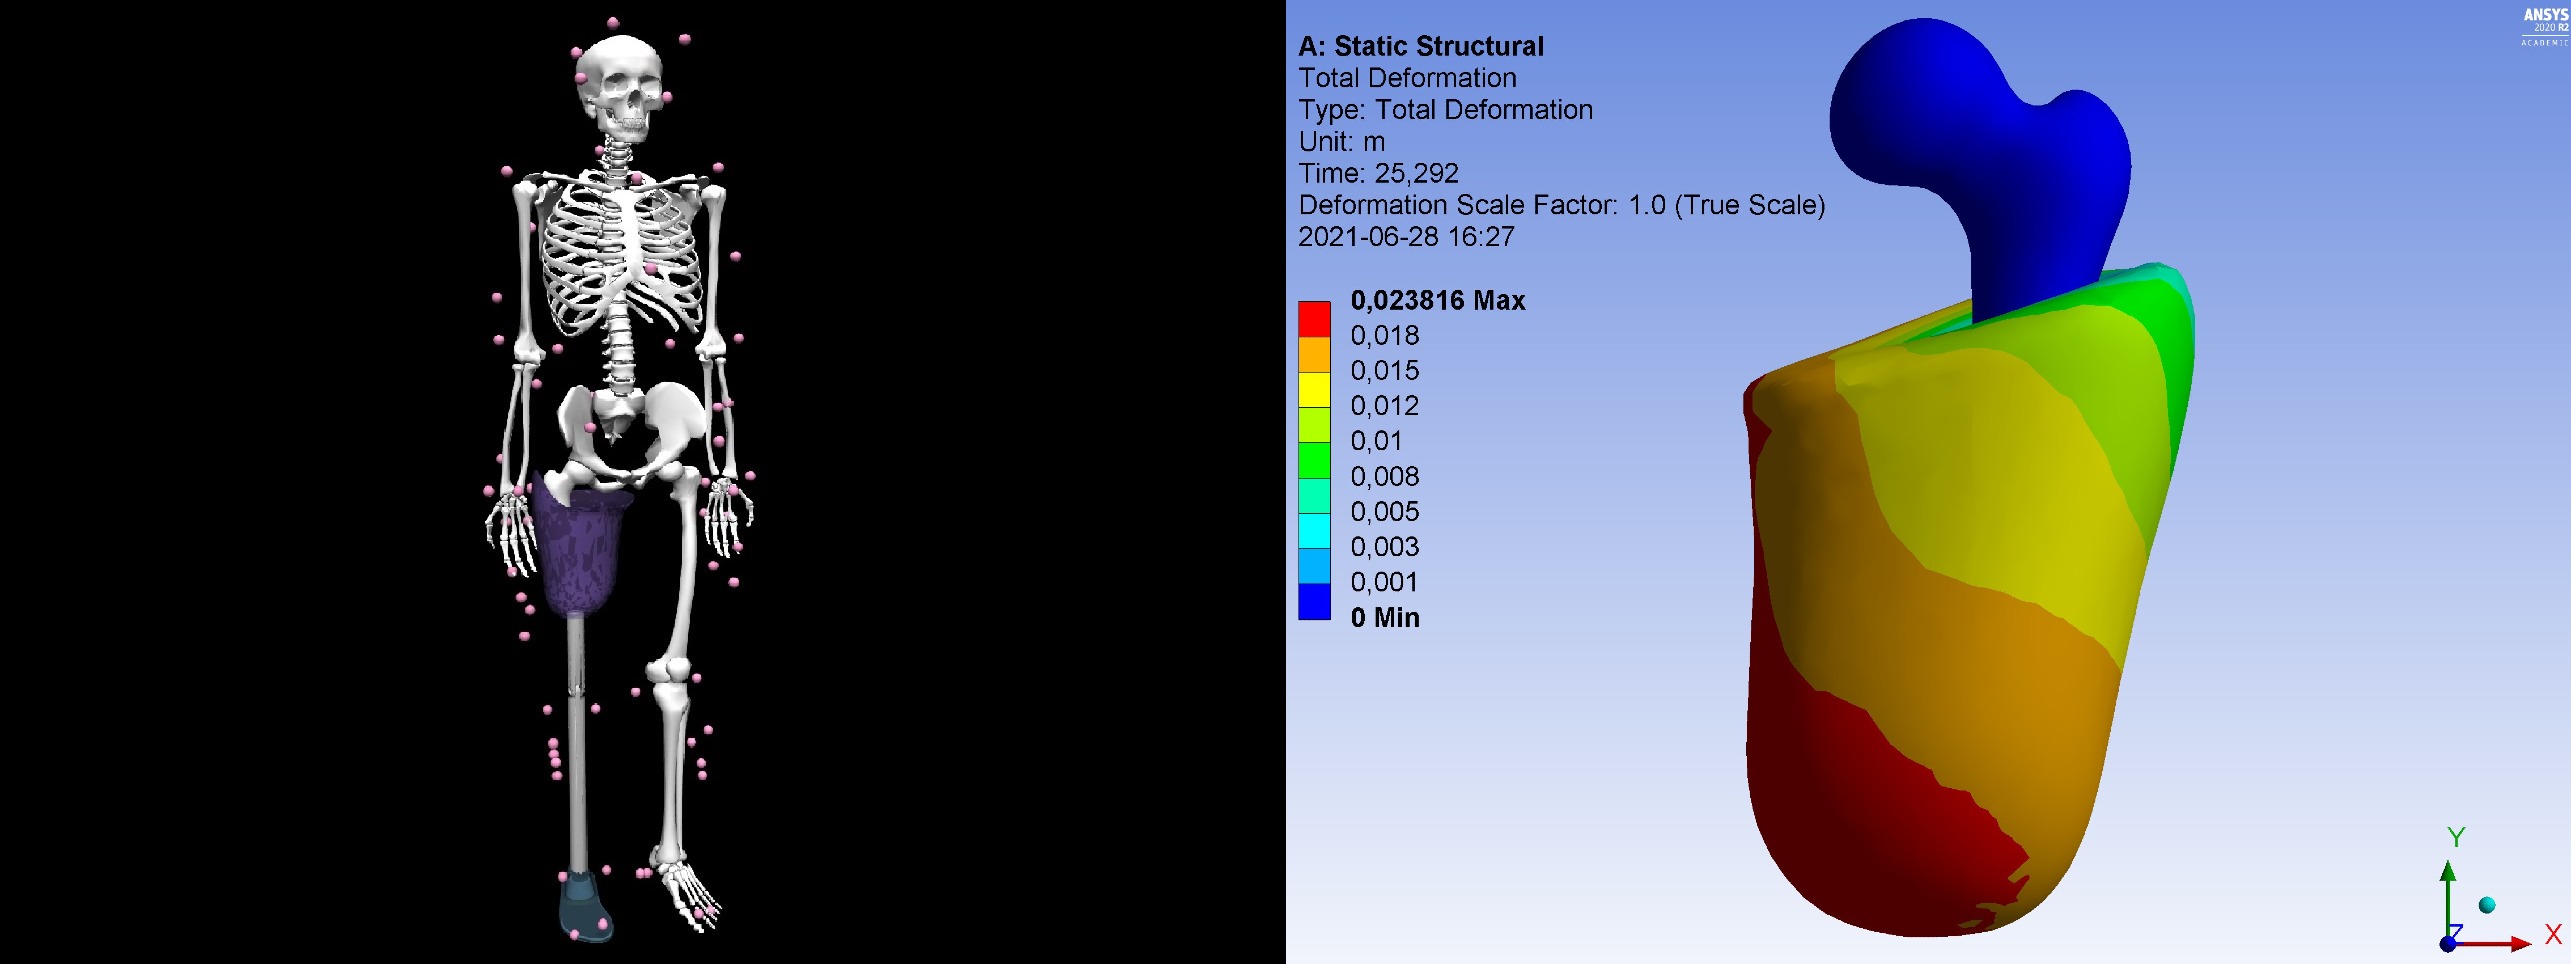 ANSYS
2020 R2
ACADEMIC
A: Static Structural
Total Deformation
Type: Total Deformation
Unit: m
Time: 25,292
Deformation Scale Factor: 1.0 (True Scale)
2021-06-28 16:27
0,023816 Max
0,018
0,015
0,012
0,01
0,008
0,005
0,003
0,001
0 Min
Y
Z
X